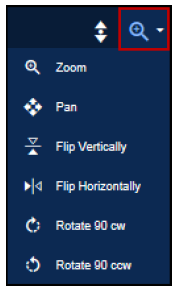 Zoom
Pan
Flip Vertically
Flip Horizontally
Rotate 90 cw
Rotate 90 ccw